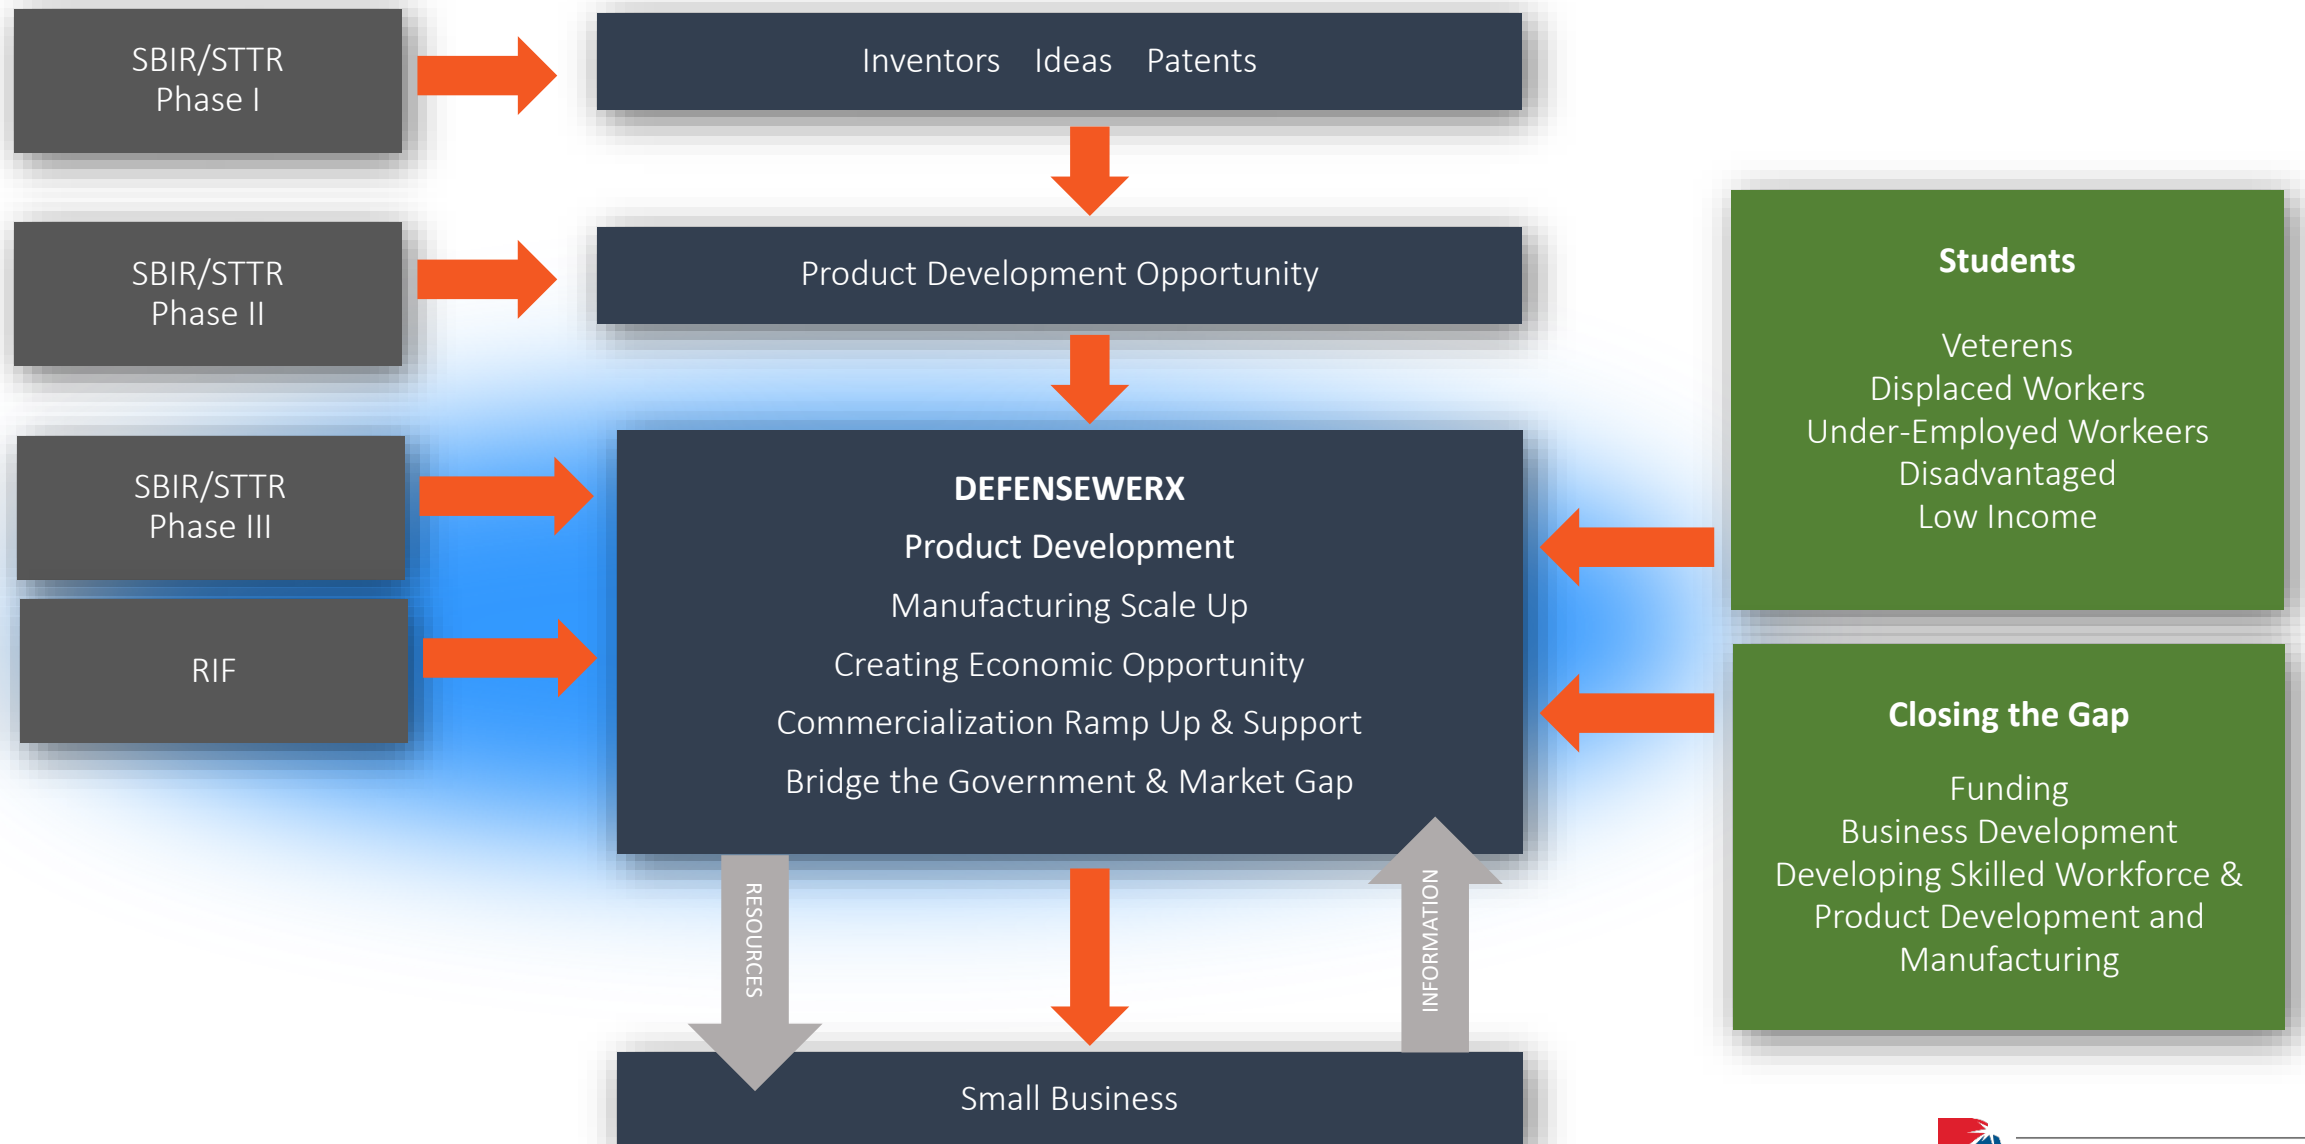 SBIR/STTR
Phase I
Inventors Ideas Patents
SBIR/STTR
Phase II
Product Development Opportunity
SBIR/STTR
Phase III
RIF
DEFENSEWERX
Product Development
Manufacturing Scale Up
Creating Economic Opportunity
Commercialization Ramp Up & Support
Bridge the Government & Market Gap
Students
Veterens
Displaced Workers
Under-Employed Workeers
Disadvantaged
Low Income
Closing the Gap
Funding
Business Development
Developing Skilled Workforce &
Product Development and
Manufacturing
RESOURCES
INFORMATION
Small Business